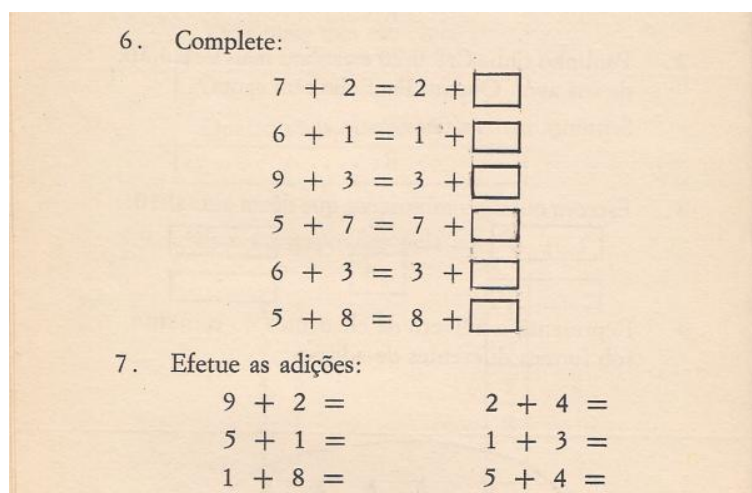 6. Complete:
7 + 2 = 2 +
6 + 1 = 1 +
9 + 3 = 3 +
5 + 7 = 7 +
6 + 3 = 3 +
5 + 8 = 8 +
7. Efetue as adições:
9 + 2 = 2 + 4 =
5 + 1 = 1 + 3 =
1 + 8 = 5 + 4 =